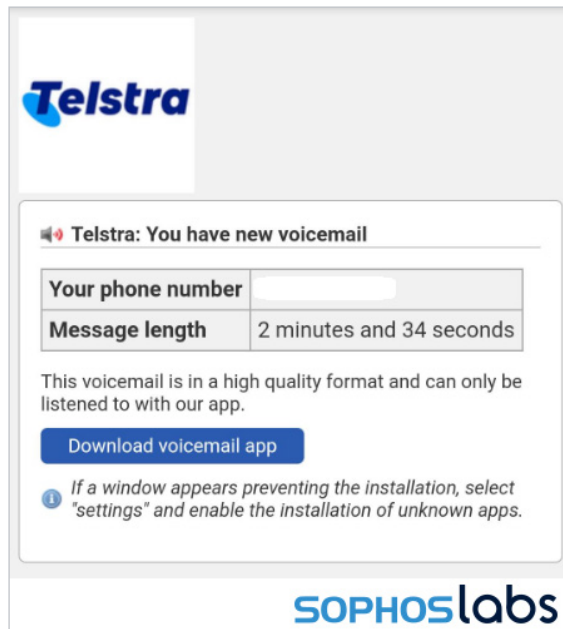 Telstra
Telstra: You have new voicemail
Your phone number
Message length 2 minutes and 34 seconds
This voicemail is in a high quality format and can only be
listened to with our app.
Download voicemail app
If a window appears preventing the installation, select
"settings" and enable the installation of unknown apps.
SOPHOSlabs